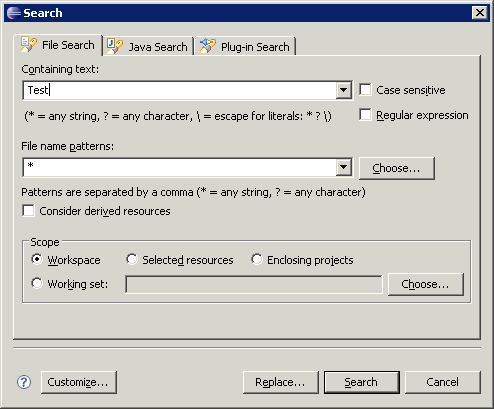 Search
File Search Java Search Plug-in Search
Containing text:
Test Case sensitive
(* = any string, ? = any character, \ = escape for literals: * ? \) Regular expression
File name patterns:
* Choose...
Patterns are separated by a comma (* = any string, ? = any character)
Consider derived resources
Scope
Workspace Selected resources Enclosing projects
Working set: Choose...
? Customize... Replace... Search Cancel